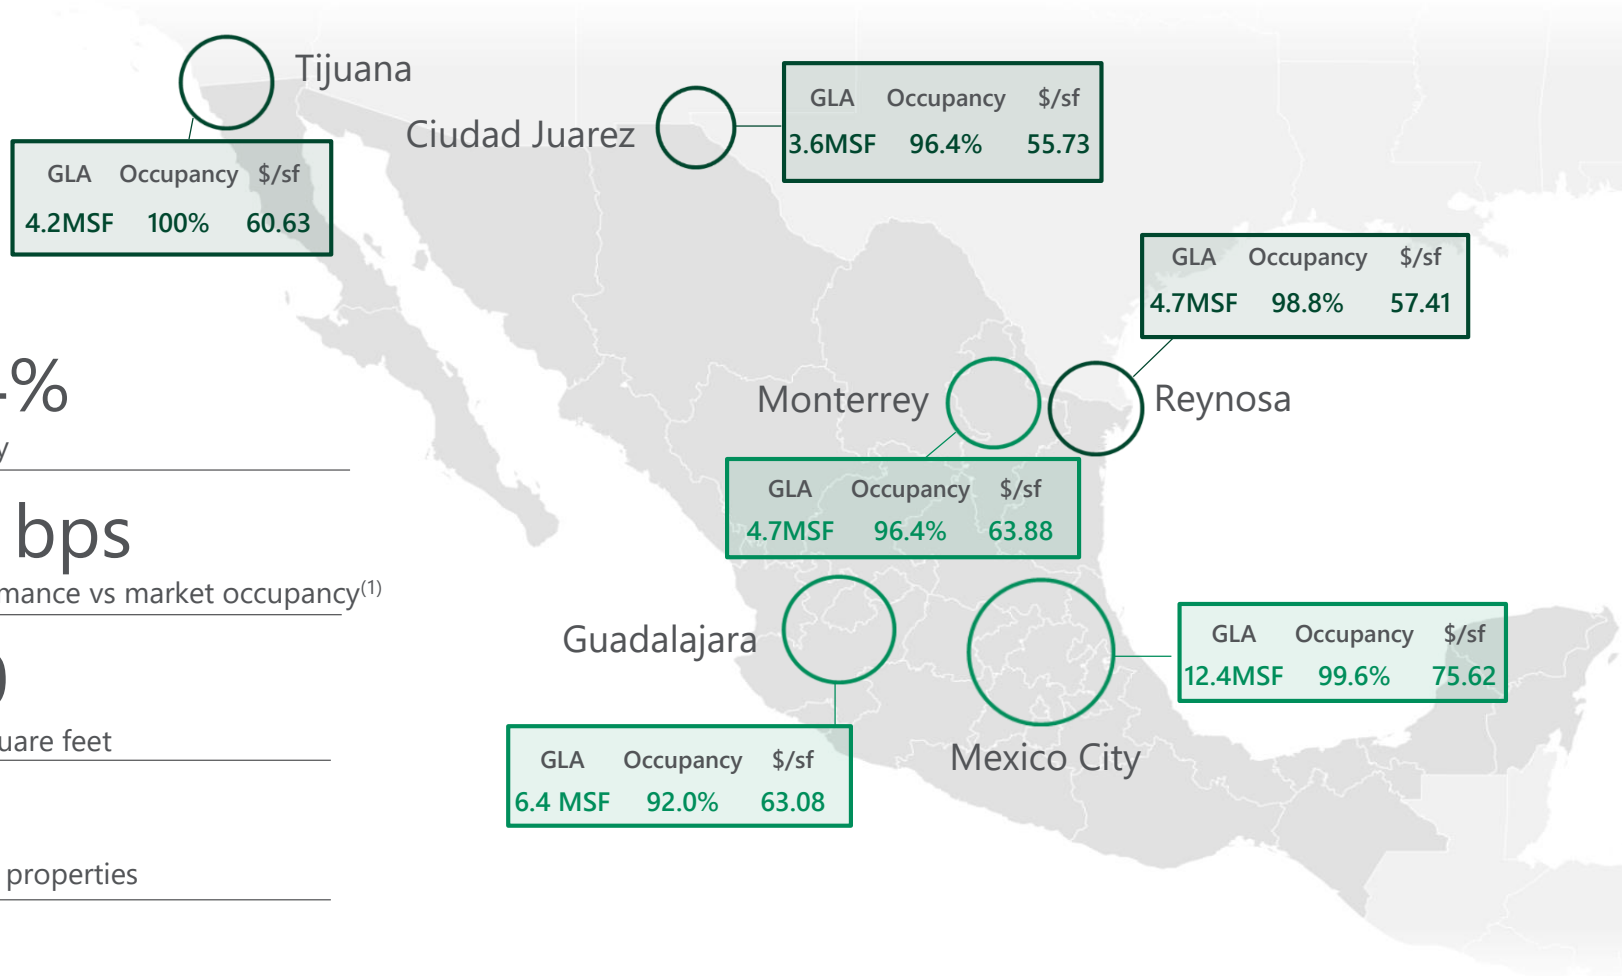 Tijuana
GLA Occupancy $/sf
4.2MSF 100% 60.63
Ciudad Juarez
GLA Occupancy $/sf
3.6MSF 96.4% 55.73
GLA Occupancy $/sf
4.7MSF 98.8% 57.41
Reynosa
Monterrey
GLA Occupancy $/sf
4.7MSF 96.4% 63.88
Guadalajara
GLA Occupancy $/sf
6.4 MSF 92.0% 63.08
GLA Occupancy $/sf
12.4MSF 99.6% 75.62
Mexico City
%
bps
vs market occupancy(1)
feet
properties